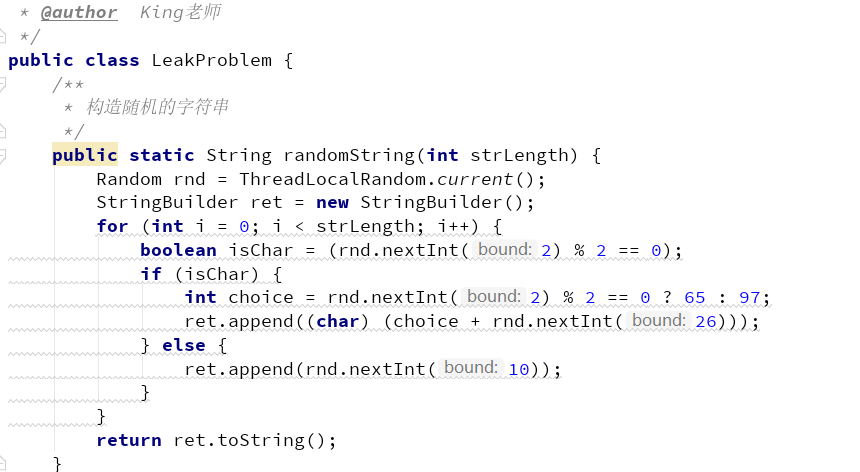 * @author King老师
*/
public class LeakProblem {
/**
* 构造随机的字符串
*/
public static String randomString(int strLength) {
Random rnd = ThreadLocalRandom.current();
StringBuilder ret = new StringBuilder();
for (int i = 0; i < strLength; i++) {
boolean isChar = (rnd.nextInt( bound: 2) % 2 == 0);
if (isChar) {
int choice = rnd.nextInt( bound: 2) % 2 == 0 ? 65 : 97;
ret.append((char) (choice + rnd.nextInt( bound: 26)));
} else {
ret.append(rnd.nextInt( bound: 10));
}
}
return ret.toString();
}